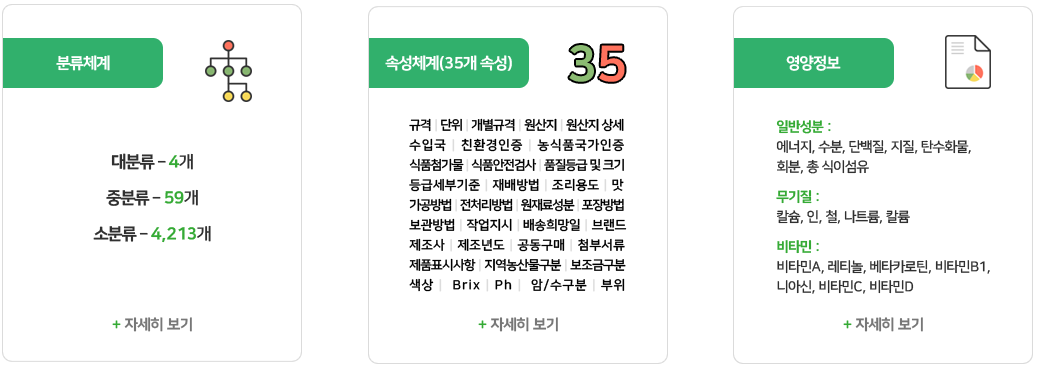 분류체계
대분류 – 4개
중분류 – 59개
소분류 – 4,213개
+ 자세히 보기
속성체계(35개 속성)
35
규격 | 단위 | 개별규격 | 원산지 | 원산지 상세
수입국 | 친환경인증 | 농식품국가인증
식품첨가물 | 식품안전검사 | 품질등급 및 크기
등급세부기준 | 재배방법 | 조리용도 | 맛
가공방법 | 전처리방법 | 원재료성분 | 포장방법
보관방법 | 작업지시 | 배송희망일 | 브랜드
제조사 | 제조년도 | 공동구매 | 첨부서류
제품표시사항 | 지역농산물구분 | 보조금구분
색상 | Brix | Ph | 암/수구분 | 부위
+ 자세히 보기
영양정보
일반성분 :
에너지, 수분, 단백질, 지질, 탄수화물,
회분, 총 식이섬유
무기질 :
칼슘, 인, 철, 나트륨, 칼륨
비타민 :
비타민A, 레티놀, 베타카로틴, 비타민B1,
니아신, 비타민C, 비타민D
+ 자세히 보기